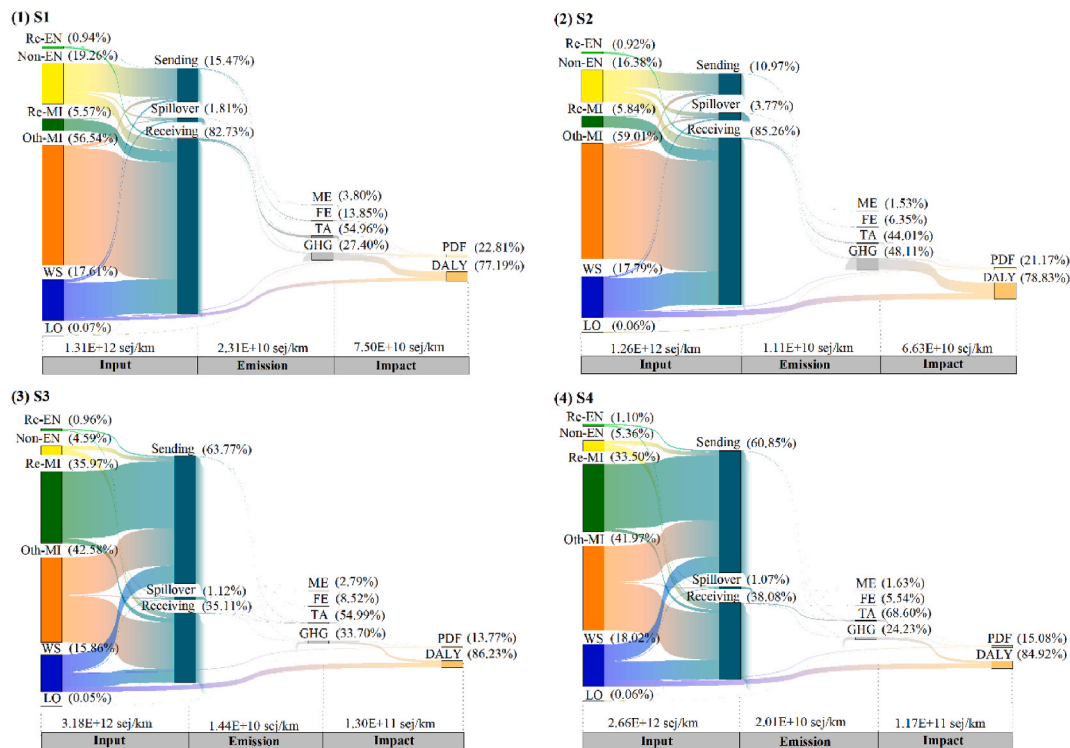 (1) S1
Re-EN (0.94%)
Non-EN (19.26%)
Re-MI (5.57%)
Oth-MI (56.54%)
WS (17.61%)
LO (0.07%)
Sending (15.47%)
Spillover (1.81%)
Receiving (82.73%)
ME (3.80%)
FE (13.85%)
TA (54.96%)
GHG (27.40%)
PDF (22.81%)
DALY (77.19%)
1.31E+12 sej/km 2.31E+10 sej/km 7.50E+10 sej/km
Input Emission Impact
(2) S2
Re-EN (0.92%)
Non-EN (16.38%)
Re-MI (5.84%)
Oth-MI (59.01%)
WS (17.79%)
LO (0.06%)
Sending (10.97%)
Spillover (3.77%)
Receiving (85.26%)
ME (1.53%)
FE (6.35%)
TA (44.01%)
GHG (48.11%)
PDF (21.17%)
DALY (78.83%)
1.26E+12 sej/km 1.11E+10 sej/km 6.63E+10 sej/km
Input Emission Impact
(3) S3
Re-EN (0.96%)
Non-EN (4.59%)
Re-MI (35.97%)
Oth-MI (42.58%)
WS (15.86%)
LO (0.05%)
Sending (63.77%)
Spillover (1.12%)
Receiving (35.11%)
ME (2.79%)
FE (8.52%)
TA (54.99%)
GHG (33.70%)
PDF (13.77%)
DALY (86.23%)
3.18E+12 sej/km 1.44E+10 sej/km 1.30E+11 sej/km
Input Emission Impact
(4) S4
Re-EN (1.10%)
Non-EN (5.36%)
Re-MI (33.50%)
Oth-MI (41.97%)
WS (18.02%)
LO (0.06%)
Sending (60.85%)
Spillover (1.07%)
Receiving (38.08%)
ME (1.63%)
FE (5.54%)
TA (68.60%)
GHG (24.23%)
PDF (15.08%)
DALY (84.92%)
2.66E+12 sej/km 2.01E+10 sej/km 1.17E+11 sej/km
Input Emission Impact